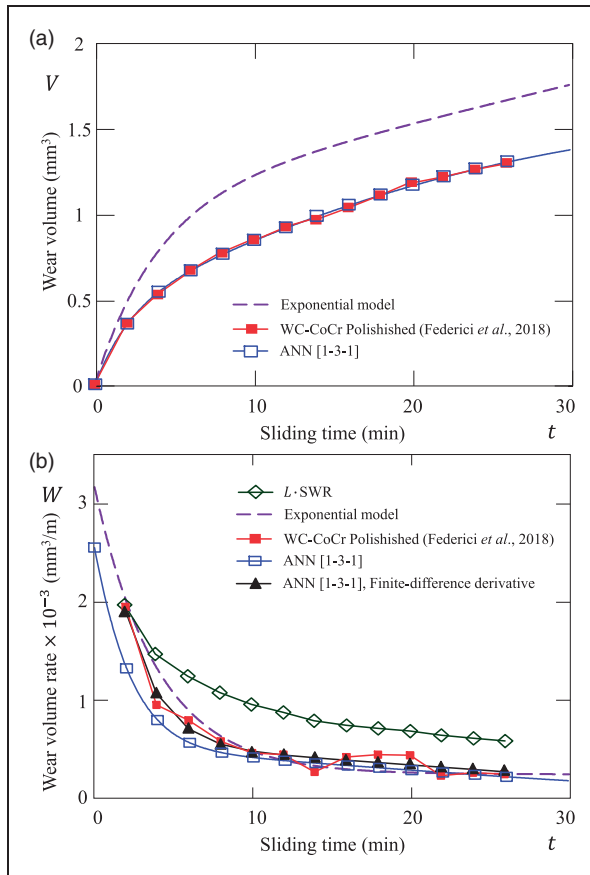 (a)
2
V
1.5
1
0.5
0
Wear volume (mm³)
Exponential model
WC-CoCr Polishished (Federici et al., 2018)
ANN [1-3-1]
0 10 20 30
Sliding time (min) t
(b)
W
3
2
1
0
Wear volume rate × 10⁻³ (mm³/m)
L·SWR
Exponential model
WC-CoCr Polishished (Federici et al., 2018)
ANN [1-3-1]
ANN [1-3-1], Finite-difference derivative
0 10 20 30
Sliding time (min) t